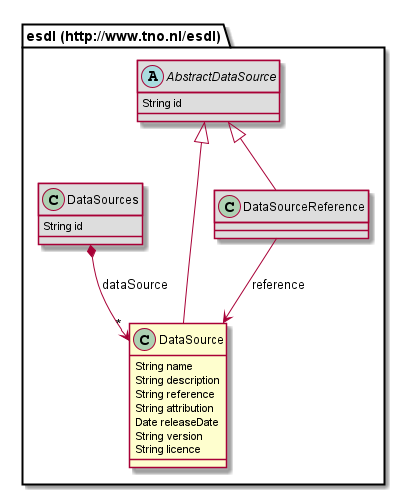 esdl (http://www.tno.nl/esdl)
A AbstractDataSource
String id
C DataSources
String id
C DataSourceReference
dataSource
reference
*
C DataSource
String name
String description
String reference
String attribution
Date releaseDate
String version
String licence